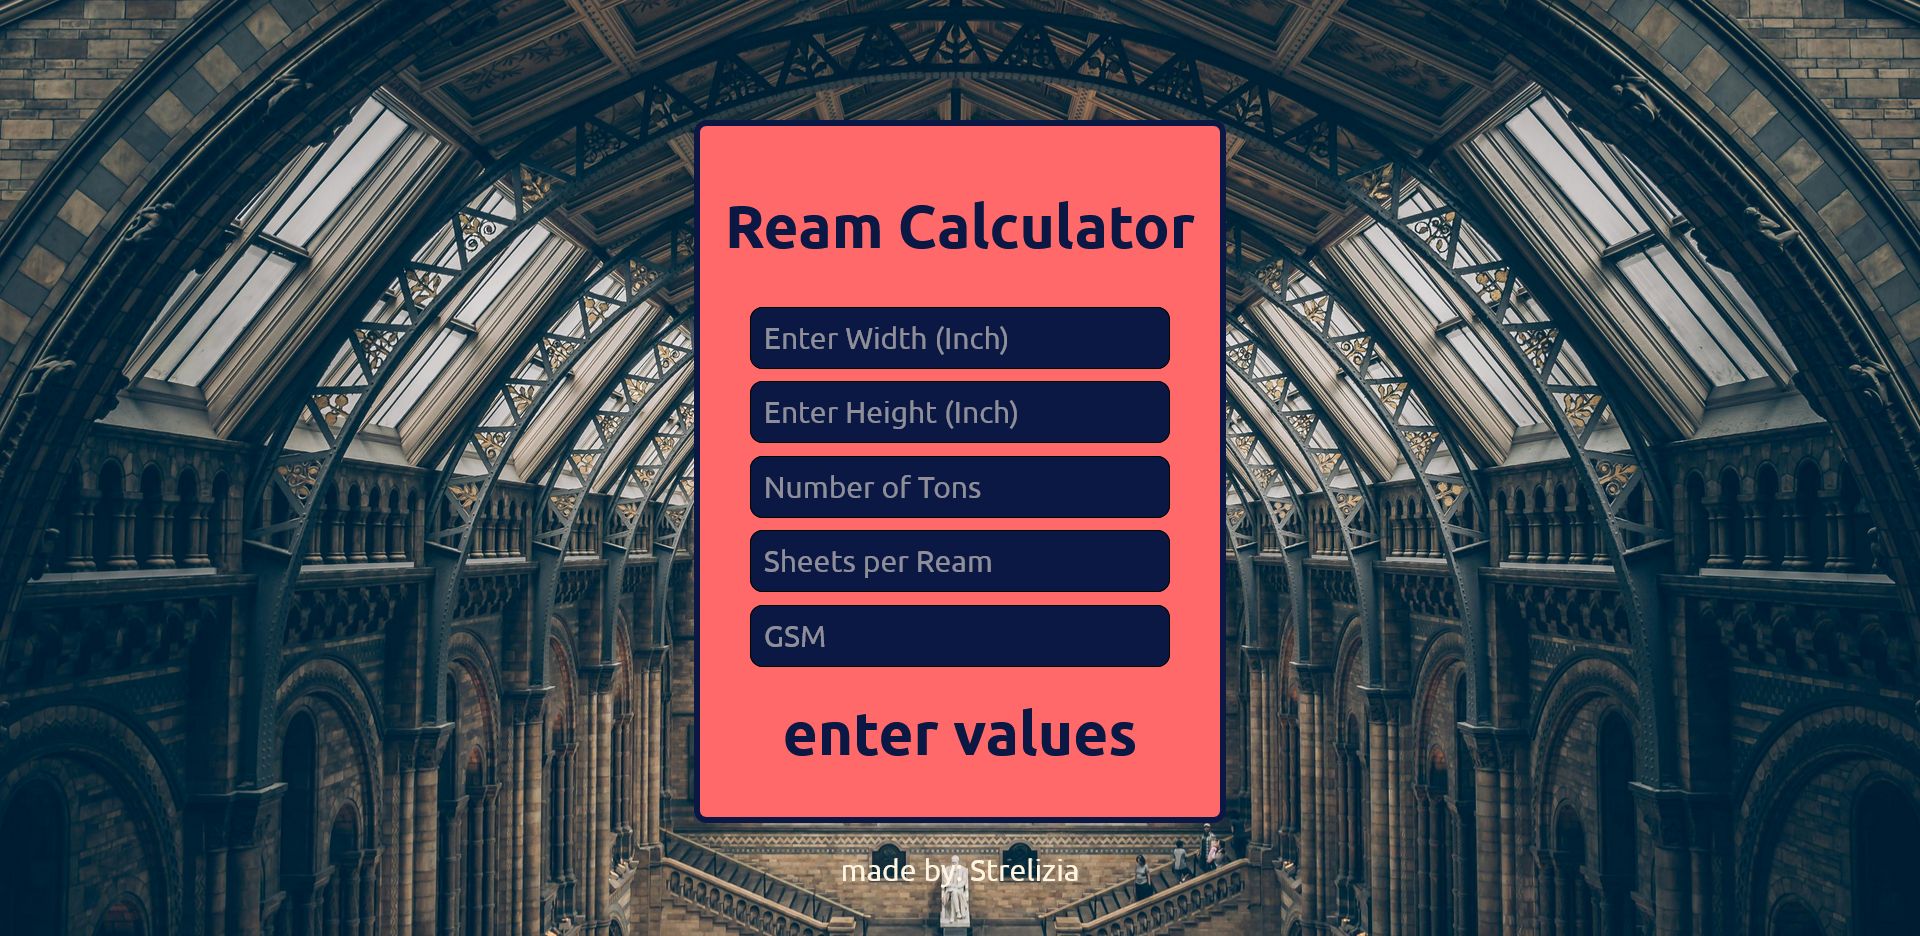 Ream Calculator
Enter Width (Inch)
Enter Height (Inch)
Number of Tons
Sheets per Ream
GSM
enter values
made by: Strelizia